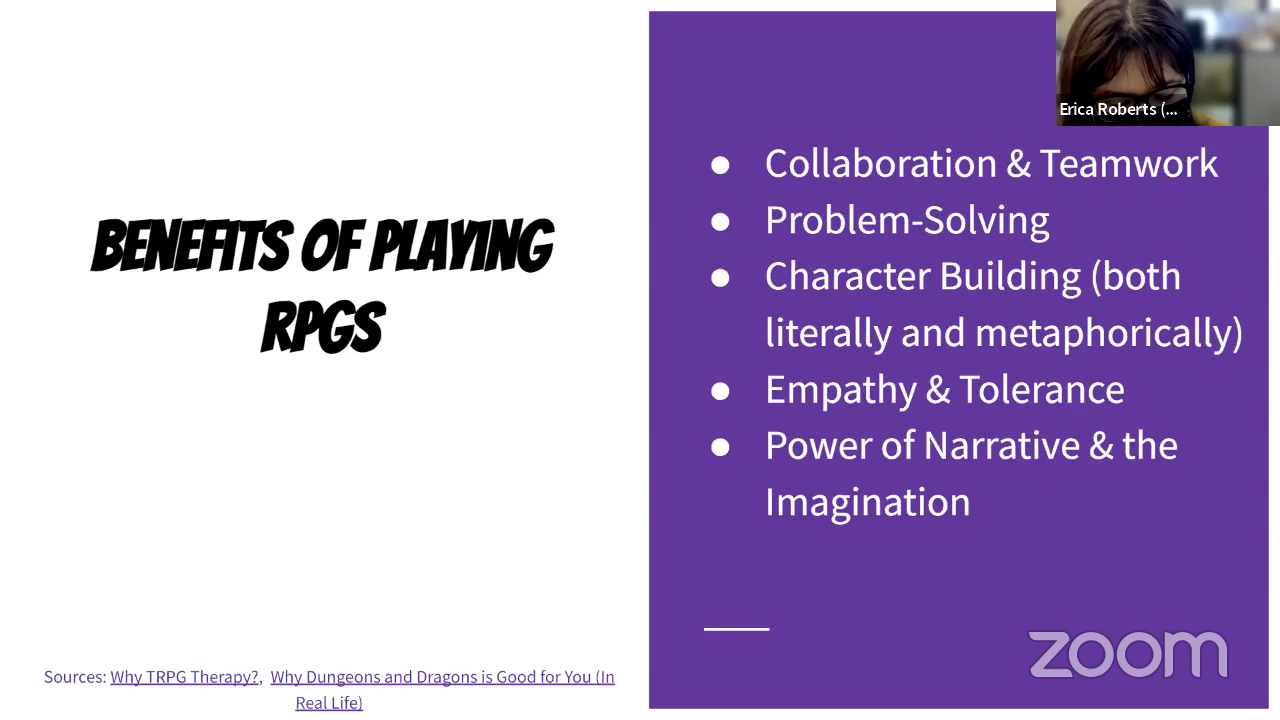 Erica Roberts (...
BENEFITS OF PLAYING
RPGS
● Collaboration & Teamwork
● Problem-Solving
● Character Building (both
literally and metaphorically)
● Empathy & Tolerance
● Power of Narrative & the
Imagination
Sources: Why TRPG Therapy?, Why Dungeons and Dragons is Good for You (In
Real Life)
zoom